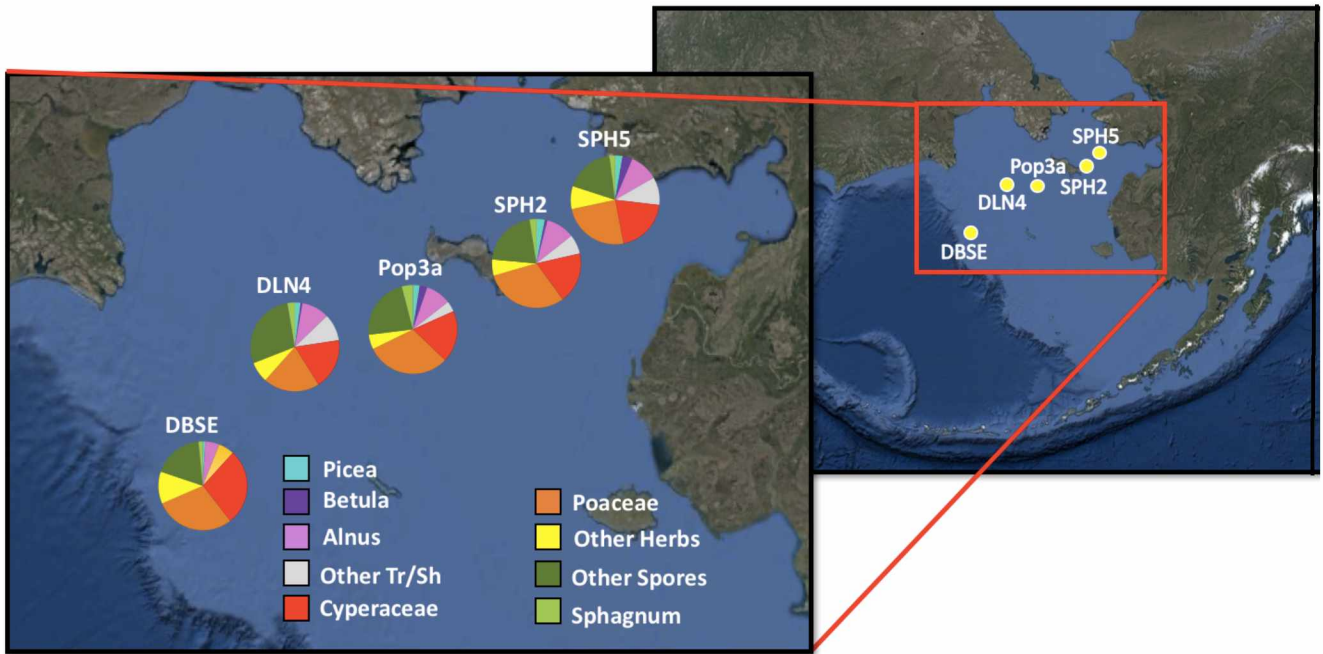 SPH5
SPH2
Pop3a
DLN4
DBSE
Picea
Betula
Alnus
Other Tr/Sh
Cyperaceae
Poaceae
Other Herbs
Other Spores
Sphagnum
SPH5
Pop3a
SPH2
DLN4
DBSE